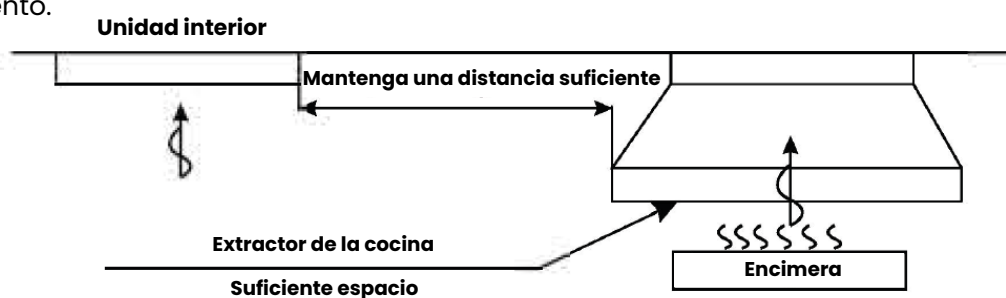 ento.
Unidad interior
Mantenga una distancia suficiente
Extractor de la cocina
Suficiente espacio
Encimera